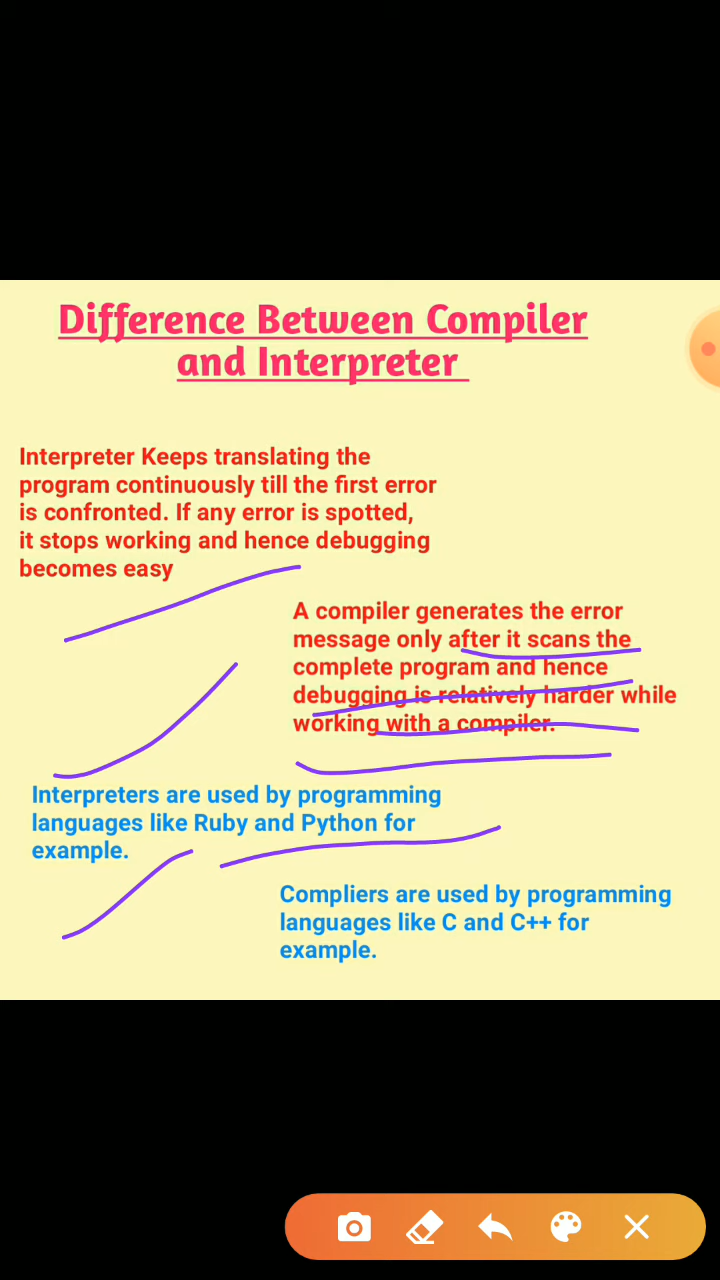 Difference Between Compiler
and Interpreter
Interpreter Keeps translating the
program continuously till the first error
is confronted. If any error is spotted,
it stops working and hence debugging
becomes easy
A compiler generates the error
message only after it scans the
complete program and hence
debugging is relatively harder while
working with a compiler.
Interpreters are used by programming
languages like Ruby and Python for
example.
Compliers are used by programming
languages like C and C++ for
example.